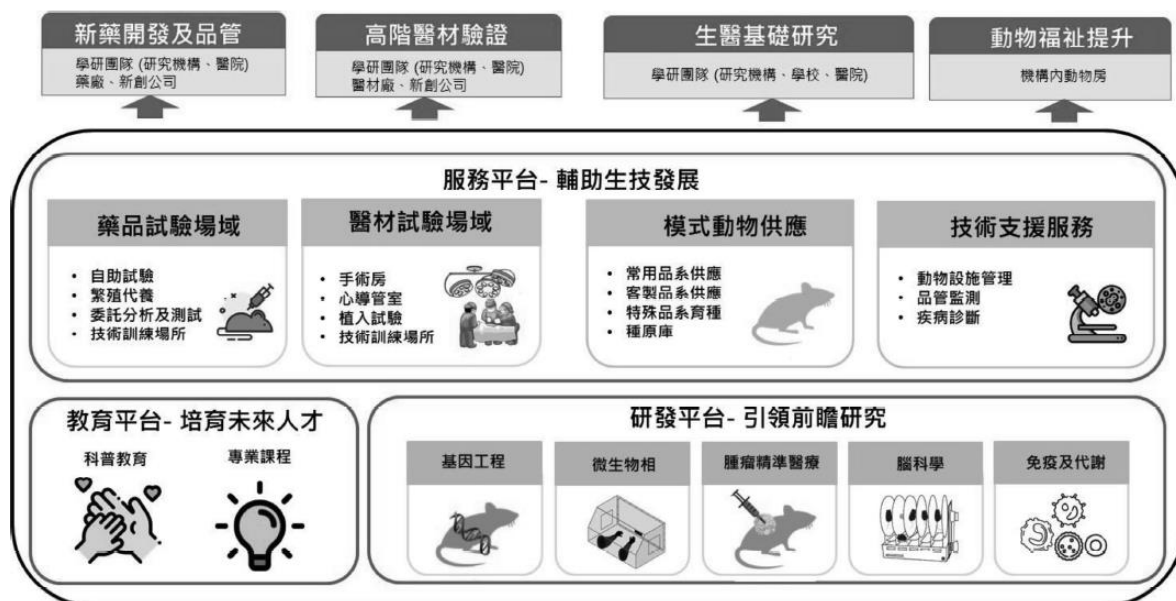 新藥開發及品管
學研團隊 (研究機構、醫院)
藥廠、新創公司
高階醫材驗證
學研團隊 (研究機構、醫院)
醫材廠、新創公司
生醫基礎研究
學研團隊 (研究機構、學校、醫院)
動物福祉提升
機構內動物房
服務平台- 輔助生技發展
藥品試驗場域
• 自助試驗
• 繁殖代養
• 委託分析及測試
• 技術訓練場所
醫材試驗場域
• 手術房
• 心導管室
• 植入試驗
• 技術訓練場所
模式動物供應
• 常用品系供應
• 客製品系供應
• 特殊品系育種
• 種原庫
技術支援服務
• 動物設施管理
• 品管監測
• 疾病診斷
教育平台- 培育未來人才
科普教育
專業課程
研發平台- 引領前瞻研究
基因工程
微生物相
腫瘤精準醫療
腦科學
免疫及代謝